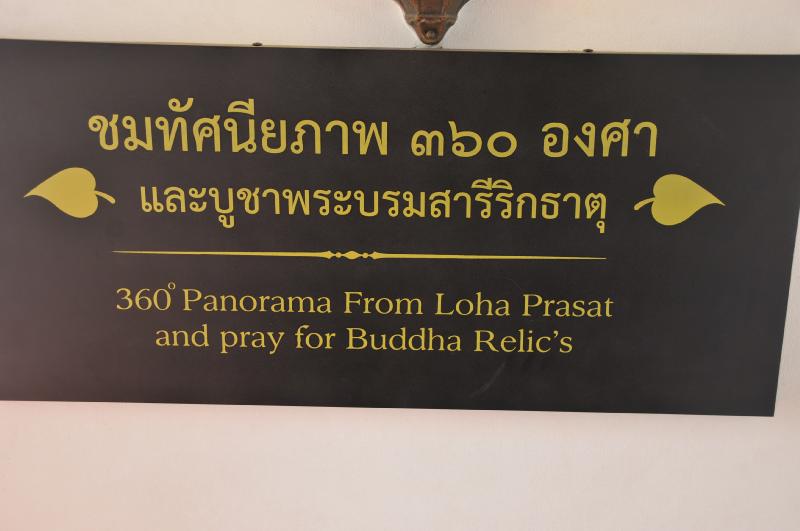 ชมทัศนียภาพ ๓๖๐ องศา
และบูชาพระบรมสารีริกธาตุ
360° Panorama From Loha Prasat
and pray for Buddha Relic's